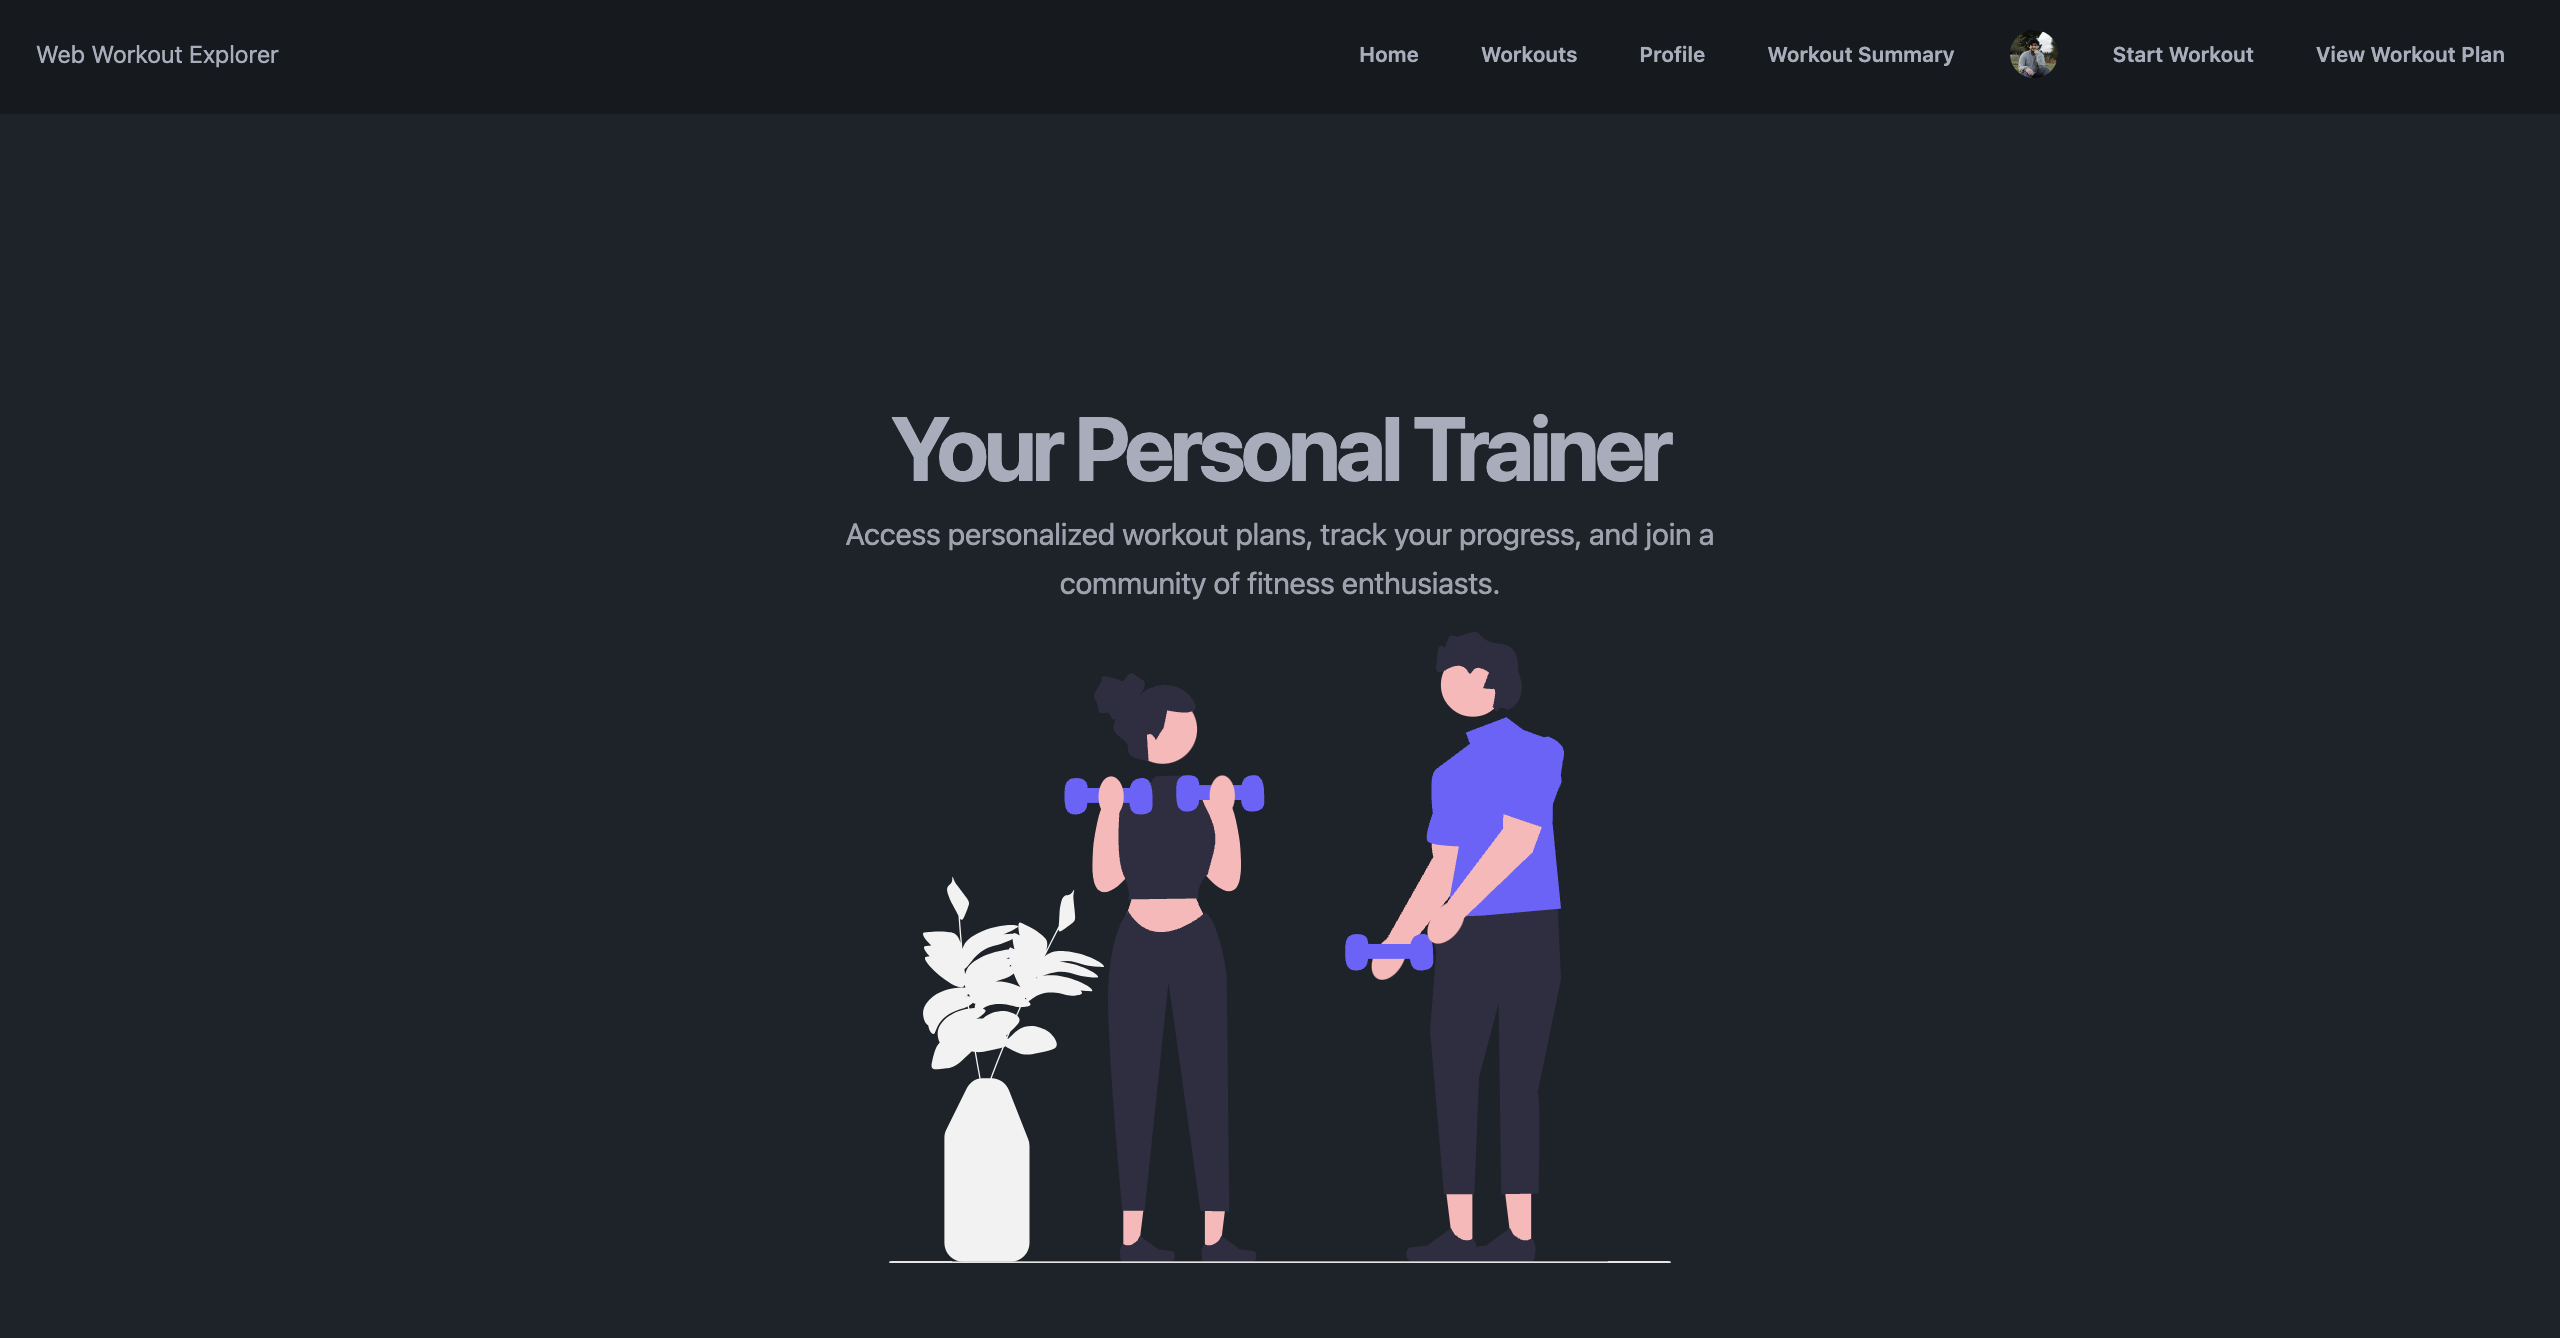 Web Workout Explorer
Home
Workouts
Profile
Workout Summary
Start Workout
View Workout Plan
Your Personal Trainer
Access personalized workout plans, track your progress, and join a
community of fitness enthusiasts.